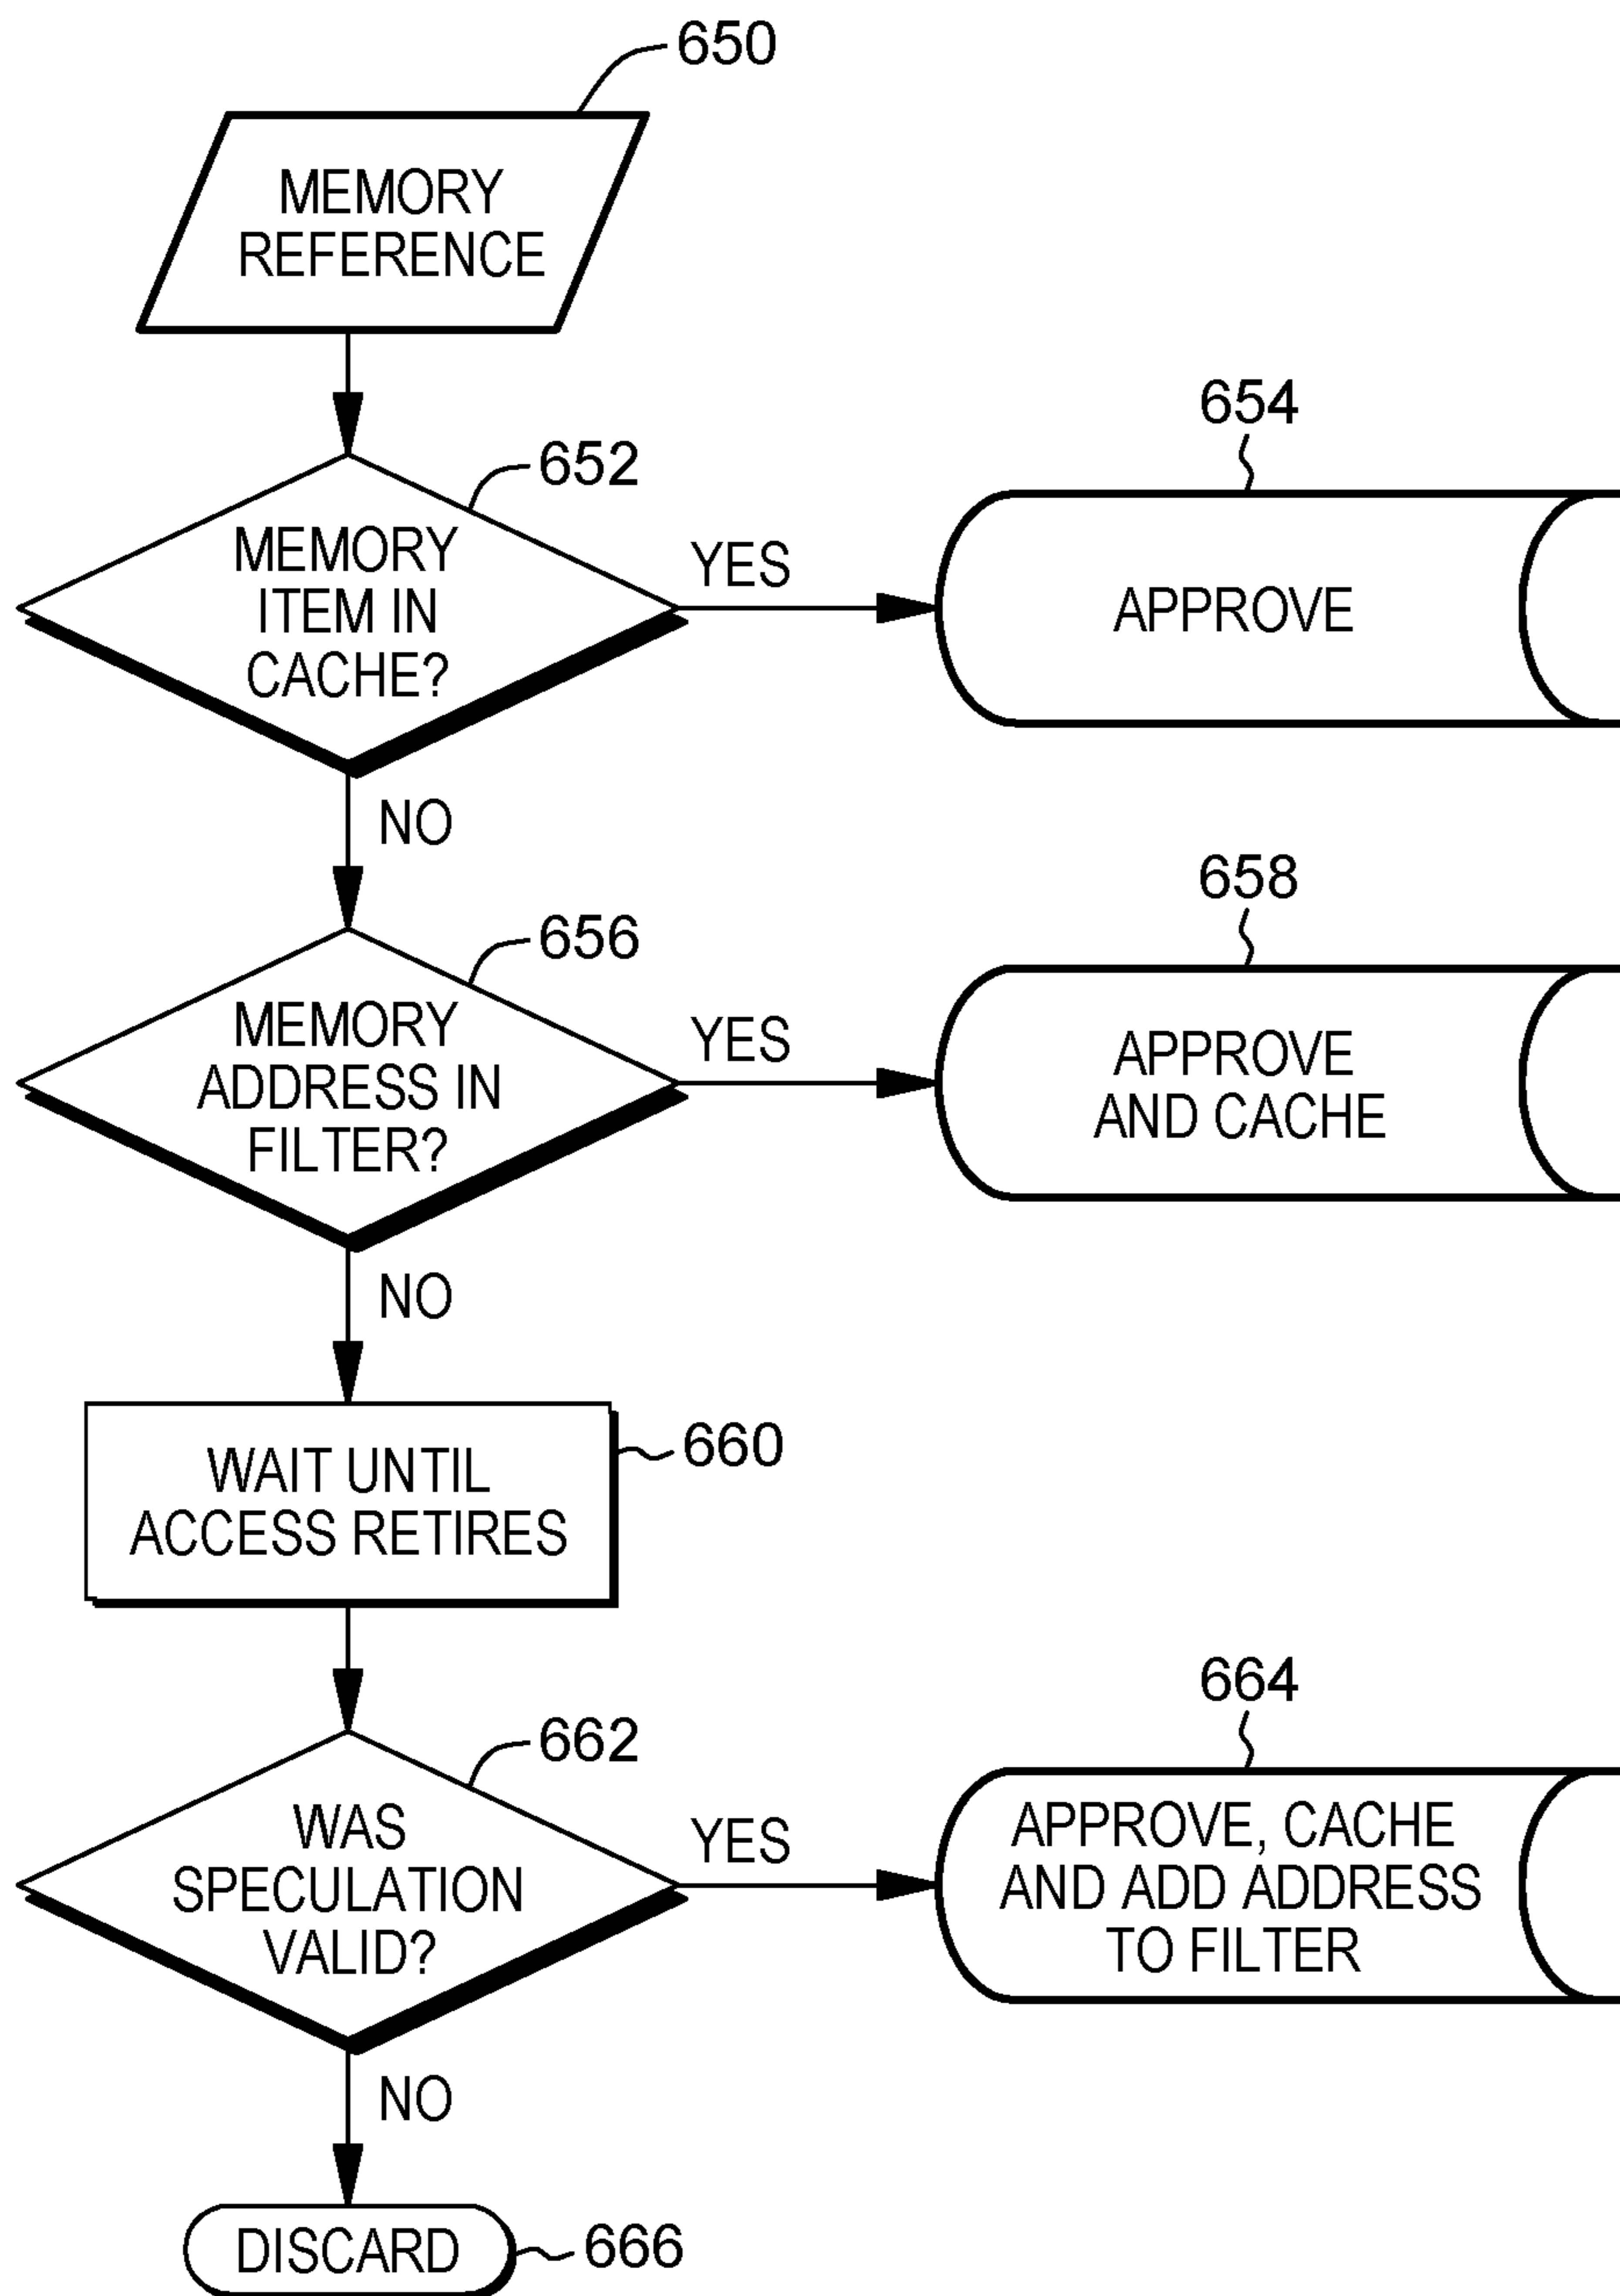 650
MEMORY
REFERENCE
652
MEMORY
ITEM IN
CACHE?
YES
654
APPROVE
NO
656
MEMORY
ADDRESS IN
FILTER?
YES
658
APPROVE
AND CACHE
NO
660
WAIT UNTIL
ACCESS RETIRES
662
WAS
SPECULATION
VALID?
YES
664
APPROVE, CACHE
AND ADD ADDRESS
TO FILTER
NO
DISCARD
666